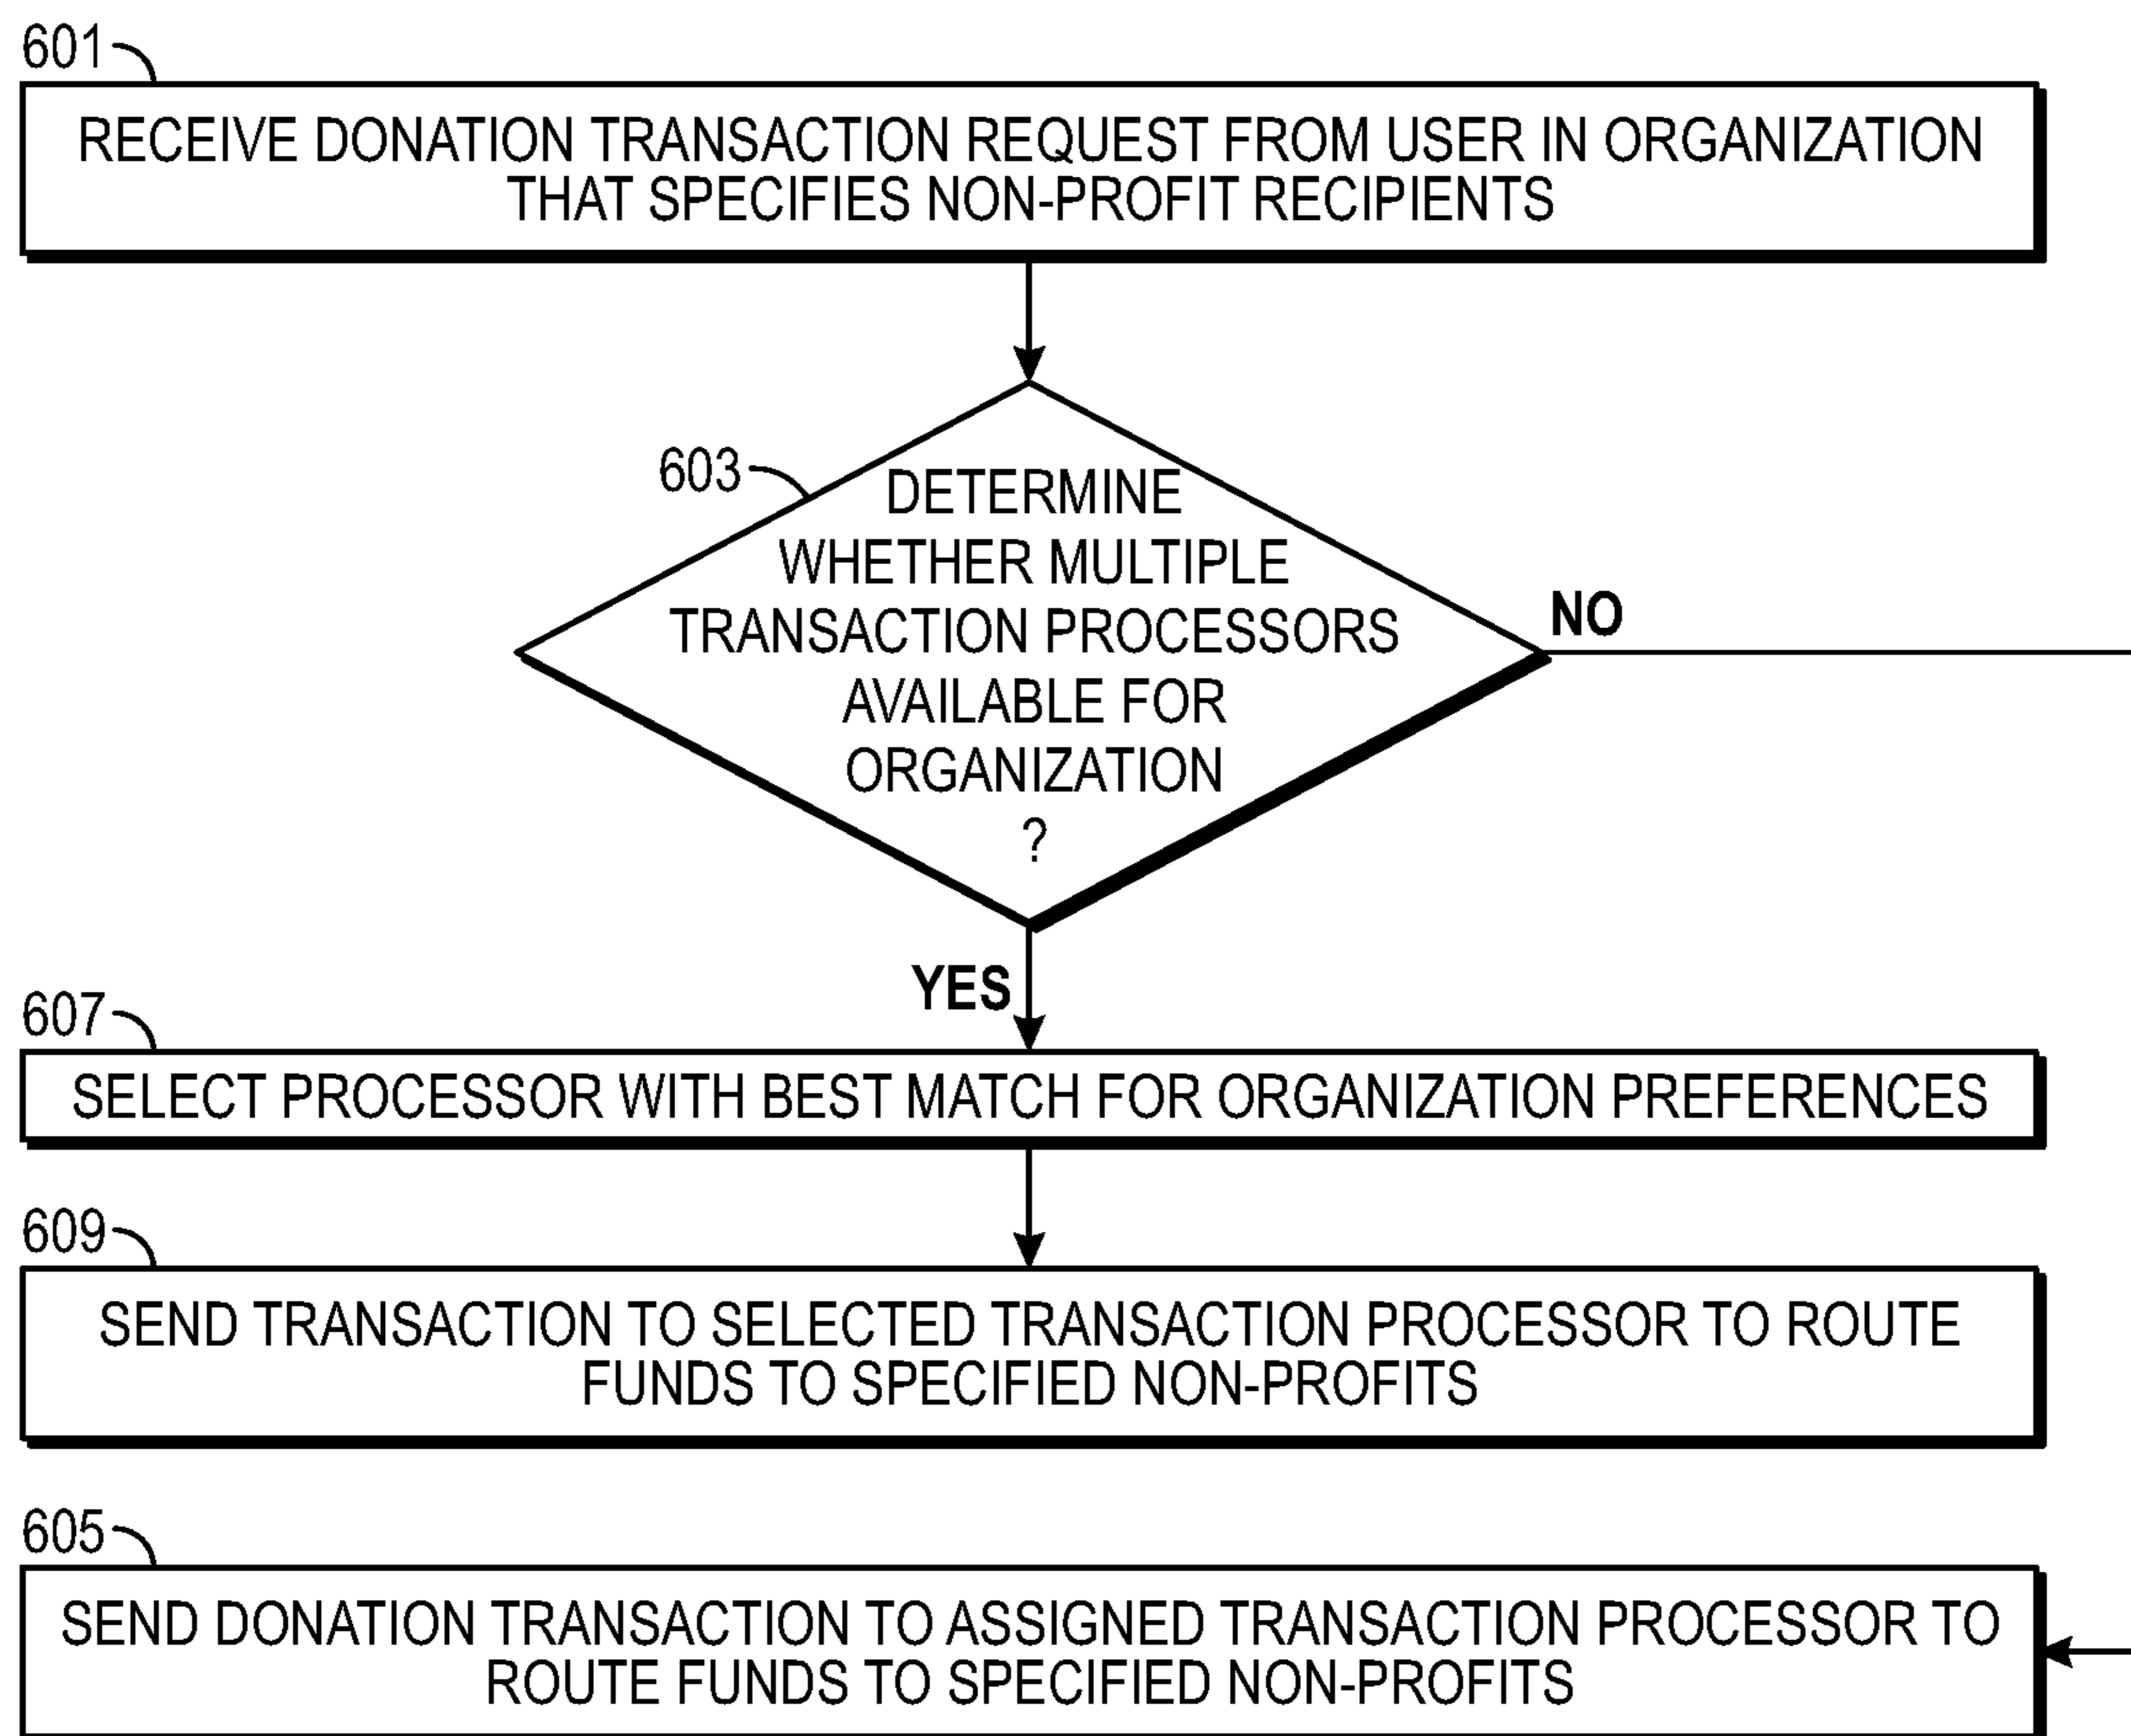 601
RECEIVE DONATION TRANSACTION REQUEST FROM USER IN ORGANIZATION
THAT SPECIFIES NON-PROFIT RECIPIENTS
603
DETERMINE
WHETHER MULTIPLE
TRANSACTION PROCESSORS
AVAILABLE FOR
ORGANIZATION
?
NO
YES
607
SELECT PROCESSOR WITH BEST MATCH FOR ORGANIZATION PREFERENCES
609
SEND TRANSACTION TO SELECTED TRANSACTION PROCESSOR TO ROUTE
FUNDS TO SPECIFIED NON-PROFITS
605
SEND DONATION TRANSACTION TO ASSIGNED TRANSACTION PROCESSOR TO
ROUTE FUNDS TO SPECIFIED NON-PROFITS